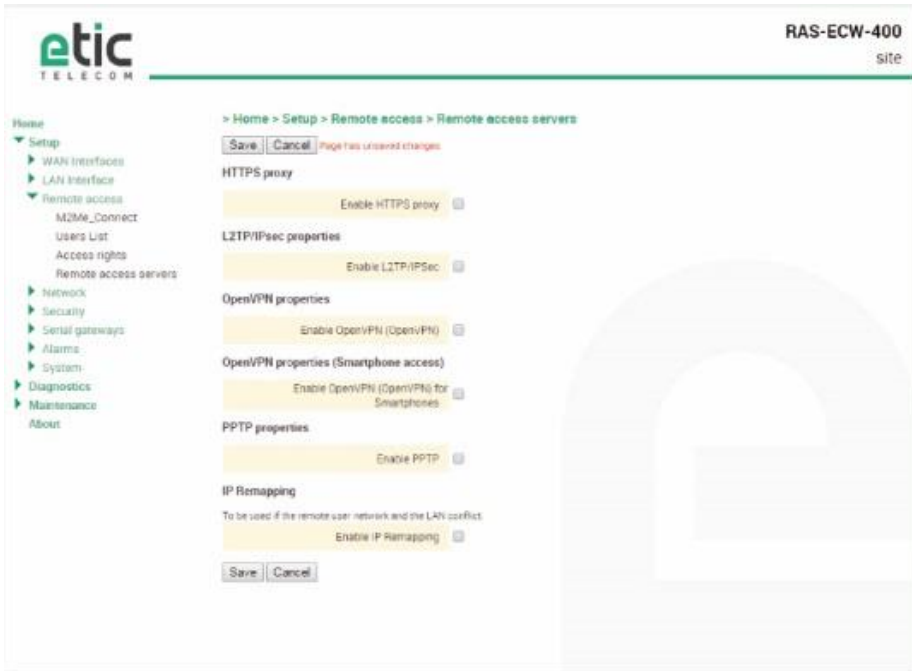 etic
TELECOM
RAS-ECW-400
site
Home
Setup
WAN Interfaces
LAN Interface
Remote access
M2Me_Connect
Users List
Access rights
Remote access servers
Network
Security
Serial gateways
Alarms
System
Diagnostics
Maintenance
About
> Home > Setup > Remote access > Remote access servers
Save Cancel Page has unsaved changes
HTTPS proxy
Enable HTTPS proxy
L2TP/IPsec properties
Enable L2TP/IPSec
OpenVPN properties
Enable OpenVPN (OpenVPN)
OpenVPN properties (Smartphone access)
Enable OpenVPN (OpenVPN) for
Smartphones
PPTP properties
Enable PPTP
IP Remapping
To be used if the remote user network and the LAN conflict
Enable IP Remapping
Save Cancel